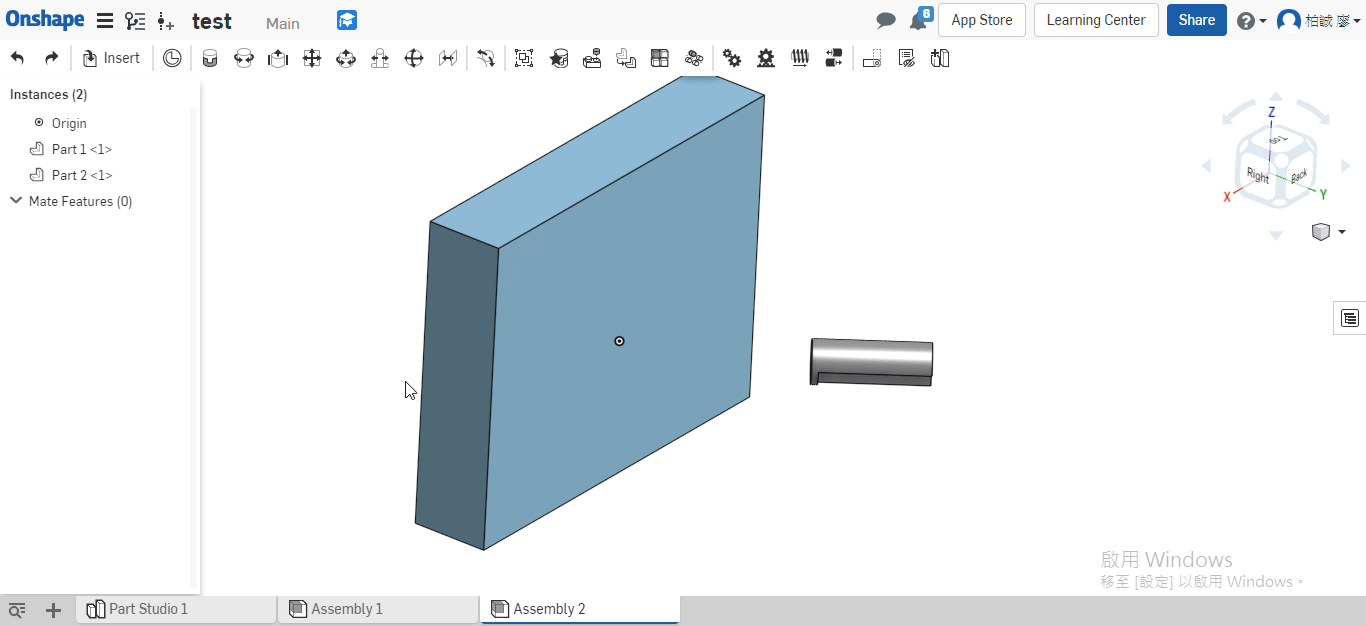 Onshape test Main 6 App Store Learning Center Share 柏誠 廖
Insert
Instances (2)
Origin
Part 1 <1>
Part 2 <1>
Mate Features (0)
Z
Top
Right Back
X Y
啟用 Windows
移至 [設定] 以啟用 Windows。
Part Studio 1 Assembly 1 Assembly 2